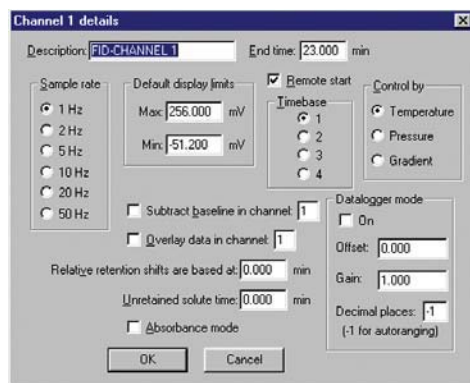 Channel 1 details
Description: FID-CHANNEL 1 End time: 23.000 min
Sample rate
1 Hz
2 Hz
5 Hz
10 Hz
20 Hz
50 Hz
Default display limits
Max: 256.000 mV
Min: -51.200 mV
Remote start
Timebase
1
2
3
4
Control by
Temperature
Pressure
Gradient
Subtract baseline in channel: 1
Overlay data in channel: 1
Relative retention shifts are based at: 0.000 min
Unretained solute time: 0.000 min
Absorbance mode
Datalogger mode
On
Offset: 0.000
Gain: 1.000
Decimal places: -1
(-1 for autoranging)
OK Cancel